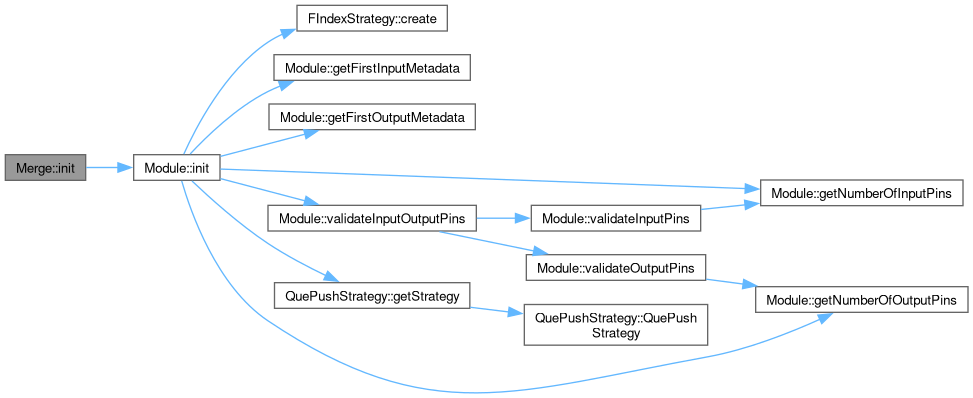 FIndexStrategy::create
Module::getFirstInputMetadata
Module::getFirstOutputMetadata
Merge::init
Module::init
Module::getNumberOfInputPins
Module::validateInputOutputPins
Module::validateInputPins
Module::validateOutputPins
QuePushStrategy::getStrategy
Module::getNumberOfOutputPins
QuePushStrategy::QuePush
Strategy